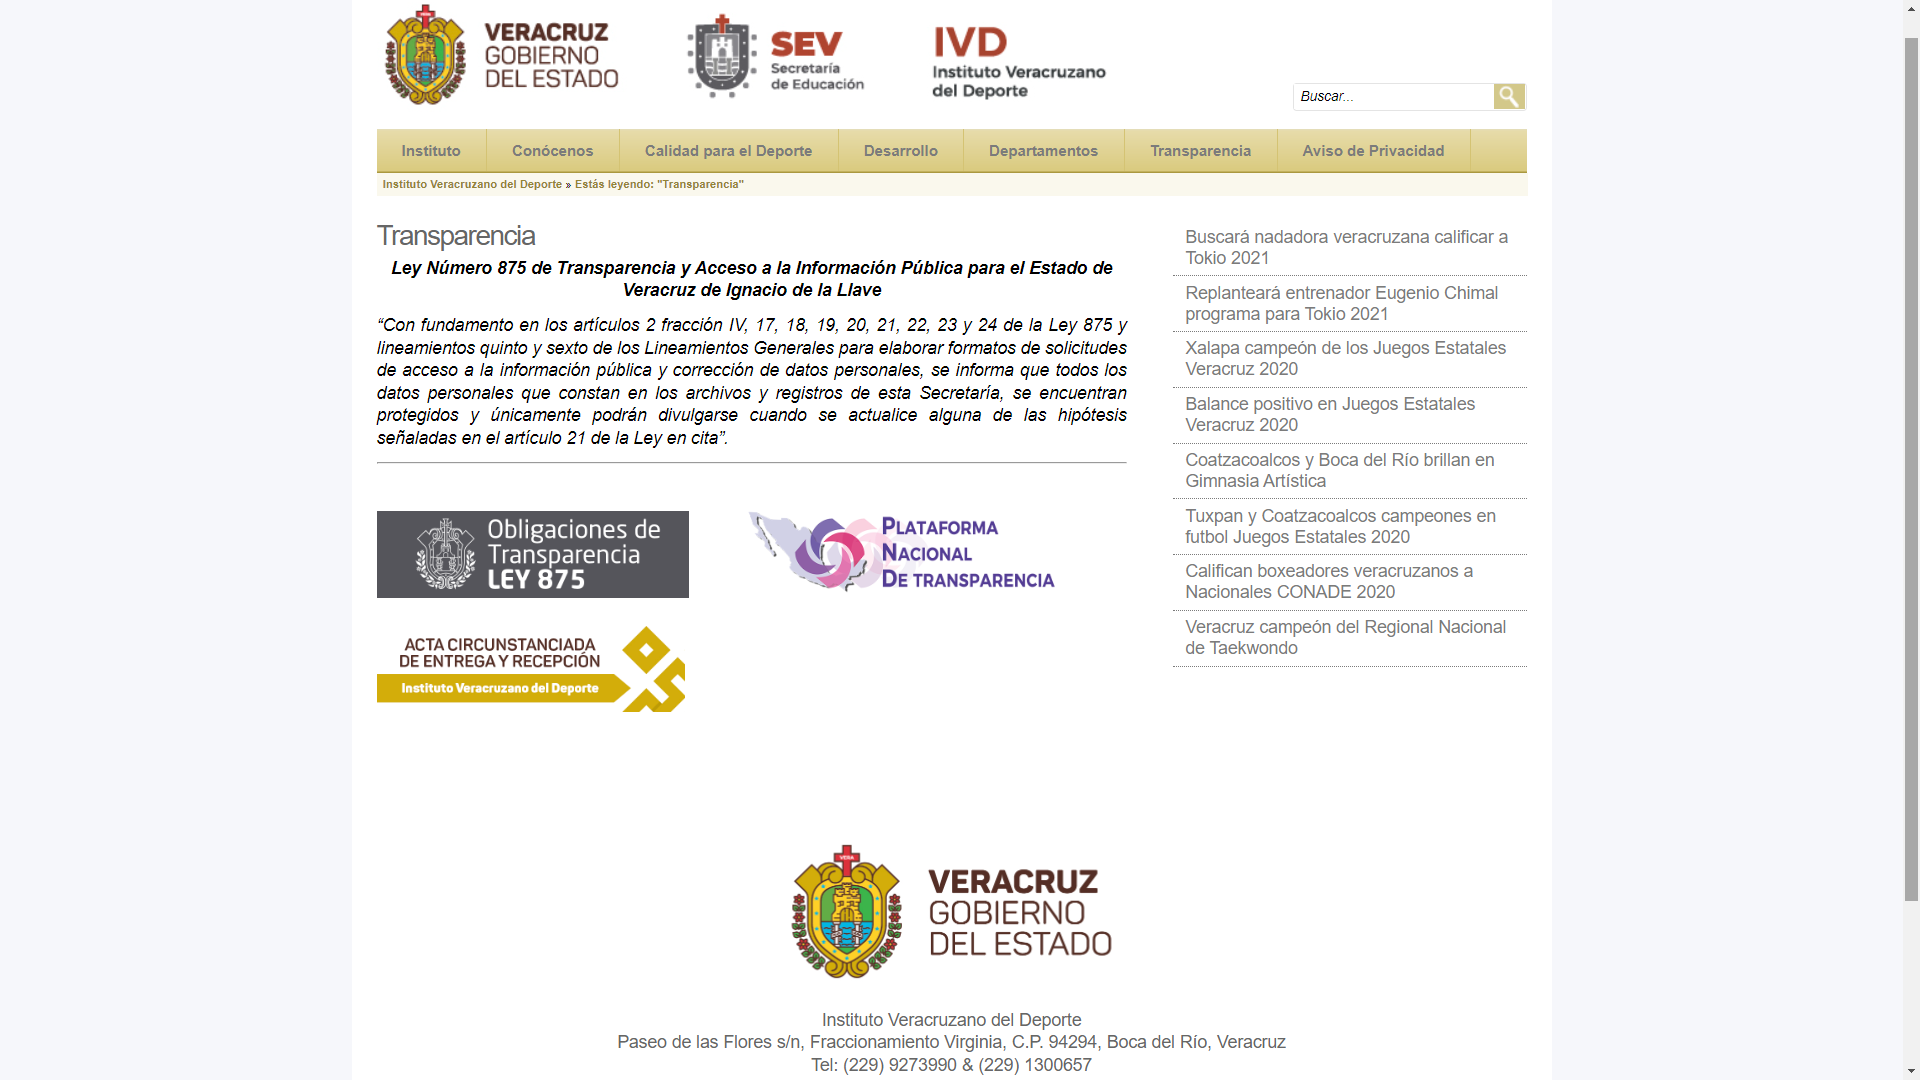 VERACRUZ
GOBIERNO
DEL ESTADO
SEV
Secretaría
de Educación
IVD
Instituto Veracruzano
del Deporte
Buscar...
Instituto
Conócenos
Calidad para el Deporte
Desarrollo
Departamentos
Transparencia
Aviso de Privacidad
Instituto Veracruzano del Deporte » Estás leyendo: "Transparencia"
Transparencia
Ley Número 875 de Transparencia y Acceso a la Información Pública para el Estado de
Veracruz de Ignacio de la Llave
“Con fundamento en los artículos 2 fracción IV, 17, 18, 19, 20, 21, 22, 23 y 24 de la Ley 875 y
lineamientos quinto y sexto de los Lineamientos Generales para elaborar formatos de solicitudes
de acceso a la información pública y corrección de datos personales, se informa que todos los
datos personales que constan en los archivos y registros de esta Secretaría, se encuentran
protegidos y únicamente podrán divulgarse cuando se actualice alguna de las hipótesis
señaladas en el artículo 21 de la Ley en cita”.
Obligaciones de
Transparencia
LEY 875
PLATAFORMA
NACIONAL
DE TRANSPARENCIA
ACTA CIRCUNSTANCIADA
DE ENTREGA Y RECEPCIÓN
Instituto Veracruzano del Deporte
Buscará nadadora veracruzana calificar a
Tokio 2021
Replanteará entrenador Eugenio Chimal
programa para Tokio 2021
Xalapa campeón de los Juegos Estatales
Veracruz 2020
Balance positivo en Juegos Estatales
Veracruz 2020
Coatzacoalcos y Boca del Río brillan en
Gimnasia Artística
Tuxpan y Coatzacoalcos campeones en
futbol Juegos Estatales 2020
Califican boxeadores veracruzanos a
Nacionales CONADE 2020
Veracruz campeón del Regional Nacional
de Taekwondo
VERA
VERACRUZ
GOBIERNO
DEL ESTADO
Instituto Veracruzano del Deporte
Paseo de las Flores s/n, Fraccionamiento Virginia, C.P. 94294, Boca del Río, Veracruz
Tel: (229) 9273990 & (229) 1300657